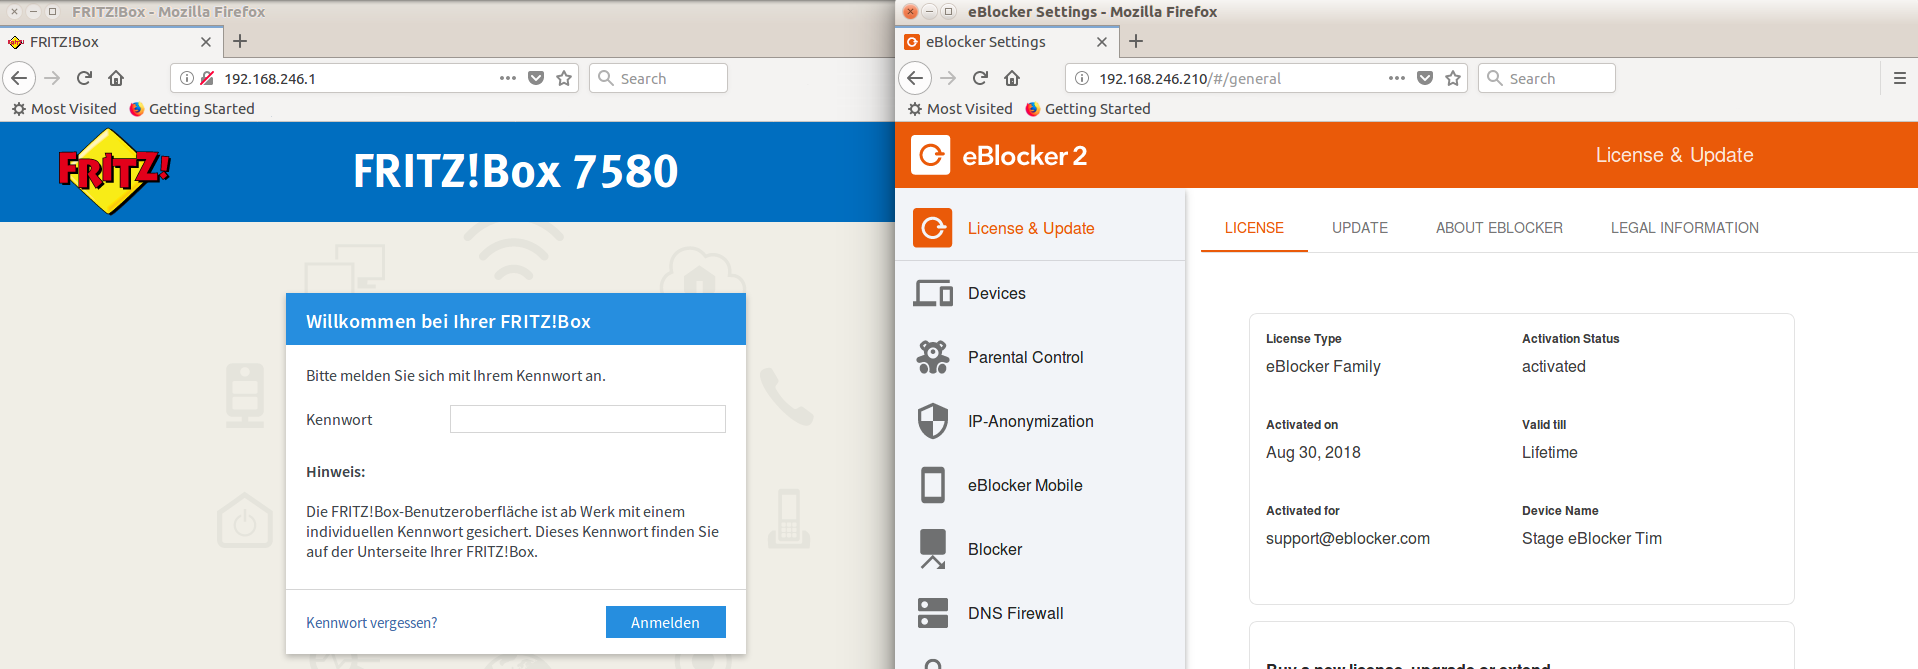 FRITZ!Box - Mozilla Firefox
FRITZ!Box
192.168.246.1
Search
Most Visited
Getting Started
FRITZ!
FRITZ!Box 7580
Willkommen bei Ihrer FRITZ!Box
Bitte melden Sie sich mit Ihrem Kennwort an.
Kennwort
Hinweis:
Die FRITZ!Box-Benutzeroberfläche ist ab Werk mit einem
individuellen Kennwort gesichert. Dieses Kennwort finden Sie
auf der Unterseite Ihrer FRITZ!Box.
Kennwort vergessen?
Anmelden
eBlocker Settings - Mozilla Firefox
eBlocker Settings
192.168.246.210/#/general
Search
Most Visited
Getting Started
eBlocker 2
License & Update
License & Update
Devices
Parental Control
IP-Anonymization
eBlocker Mobile
Blocker
DNS Firewall
LICENSE
UPDATE
ABOUT EBLOCKER
LEGAL INFORMATION
License Type
eBlocker Family
Activation Status
activated
Activated on
Aug 30, 2018
Valid till
Lifetime
Activated for
support@eblocker.com
Device Name
Stage eBlocker Tim
Buy a new license, upgrade or extend